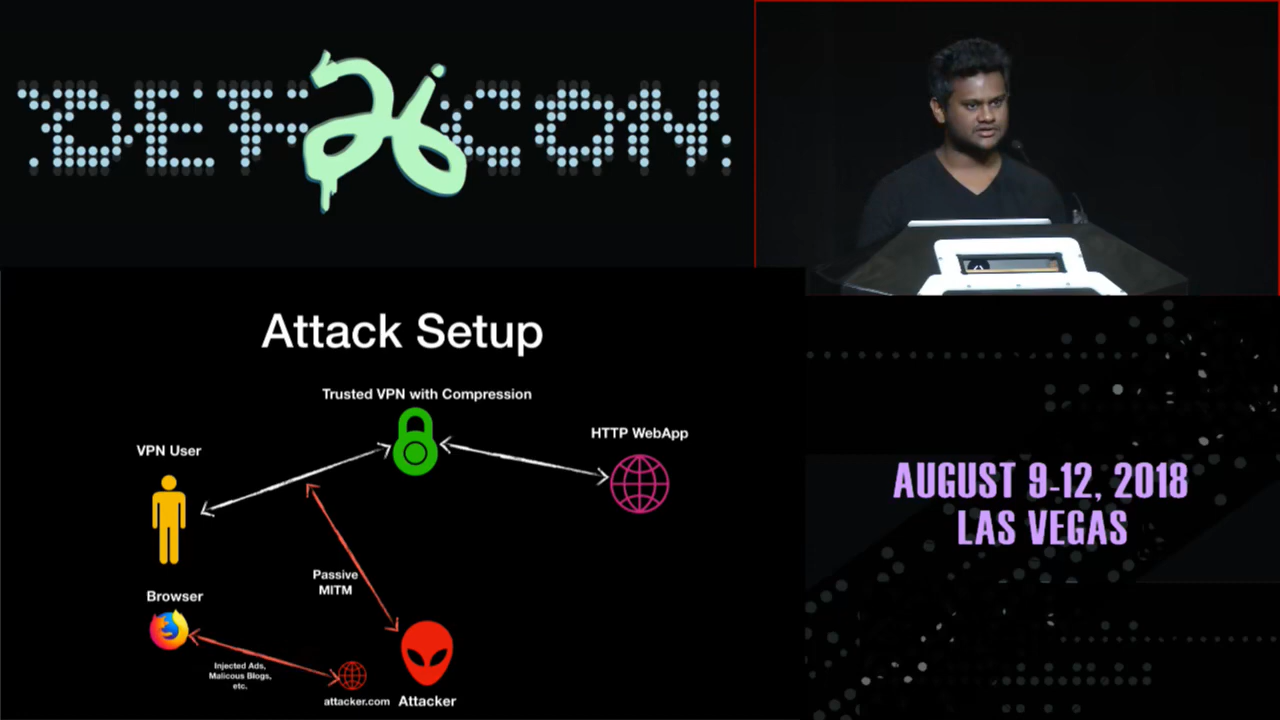 DEF 26 CON
Attack Setup
Trusted VPN with Compression
HTTP WebApp
VPN User
Passive
MITM
Browser
Injected Ads,
Malicous Blogs,
etc.
attacker.com
Attacker
AUGUST 9-12, 2018
LAS VEGAS